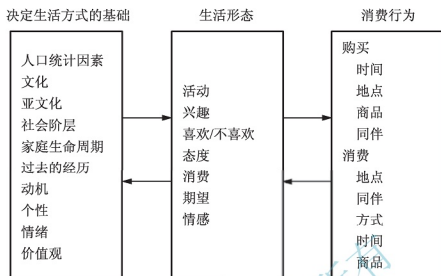 决定生活方式的基础
生活形态
消费行为
人口统计因素
文化
亚文化
社会阶层
家庭生命周期
过去的经历
动机
个性
情绪
价值观
活动
兴趣
喜欢/不喜欢
态度
消费
期望
情感
购买
时间
地点
商品
同伴
消费
地点
同伴
方式
时间
商品